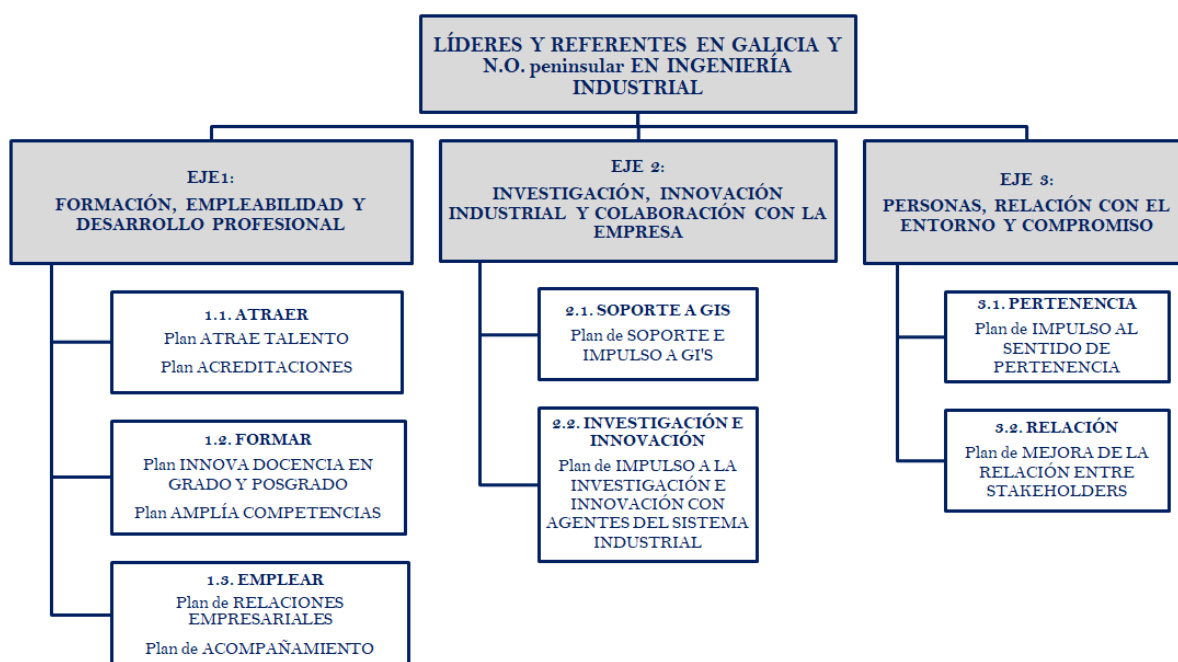 LÍDERES Y REFERENTES EN GALICIA Y
N.O. peninsular EN INGENIERÍA
INDUSTRIAL
EJE1:
FORMACIÓN, EMPLEABILIDAD Y
DESARROLLO PROFESIONAL
1.1. ATRAER
Plan ATRAE TALENTO
Plan ACREDITACIONES
1.2. FORMAR
Plan INNOVA DOCENCIA EN
GRADO Y POSGRADO
Plan AMPLÍA COMPETENCIAS
1.3. EMPLEAR
Plan de RELACIONES
EMPRESARIALES
Plan de ACOMPAÑAMIENTO
EJE 2:
INVESTIGACIÓN, INNOVACIÓN
INDUSTRIAL Y COLABORACIÓN CON LA
EMPRESA
2.1. SOPORTE A GIS
Plan de SOPORTE E
IMPULSO A GI'S
2.2. INVESTIGACIÓN E
INNOVACIÓN
Plan de IMPULSO A LA
INVESTIGACIÓN E
INNOVACIÓN CON
AGENTES DEL SISTEMA
INDUSTRIAL
EJE 3:
PERSONAS, RELACIÓN CON EL
ENTORNO Y COMPROMISO
3.1. PERTENENCIA
Plan de IMPULSO AL
SENTIDO DE
PERTENENCIA
3.2. RELACIÓN
Plan de MEJORA DE LA
RELACIÓN ENTRE
STAKEHOLDERS